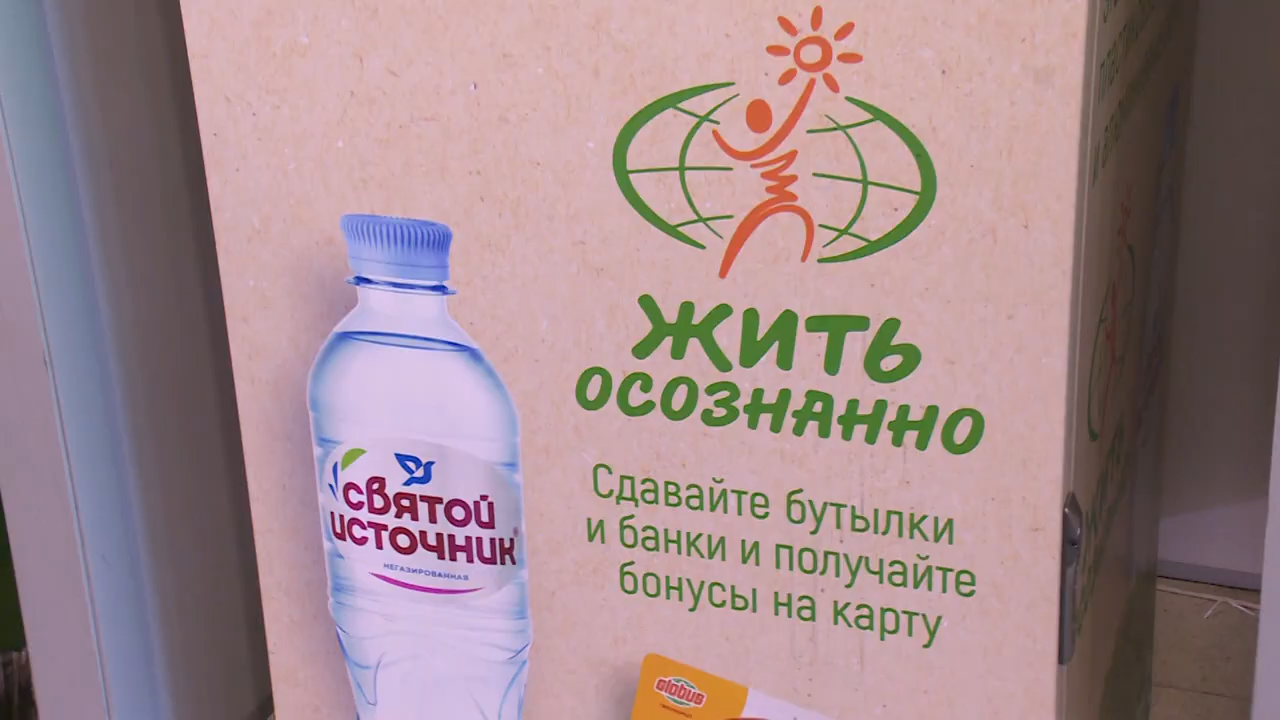 ЖИТЬ
ОСОЗНАННО
Сдавайте бутылки
и банки и получайте
бонусы на карту
СВЯТОЙ
ИСТОЧНИК
НЕГАЗИРОВАННАЯ
GLOBUS